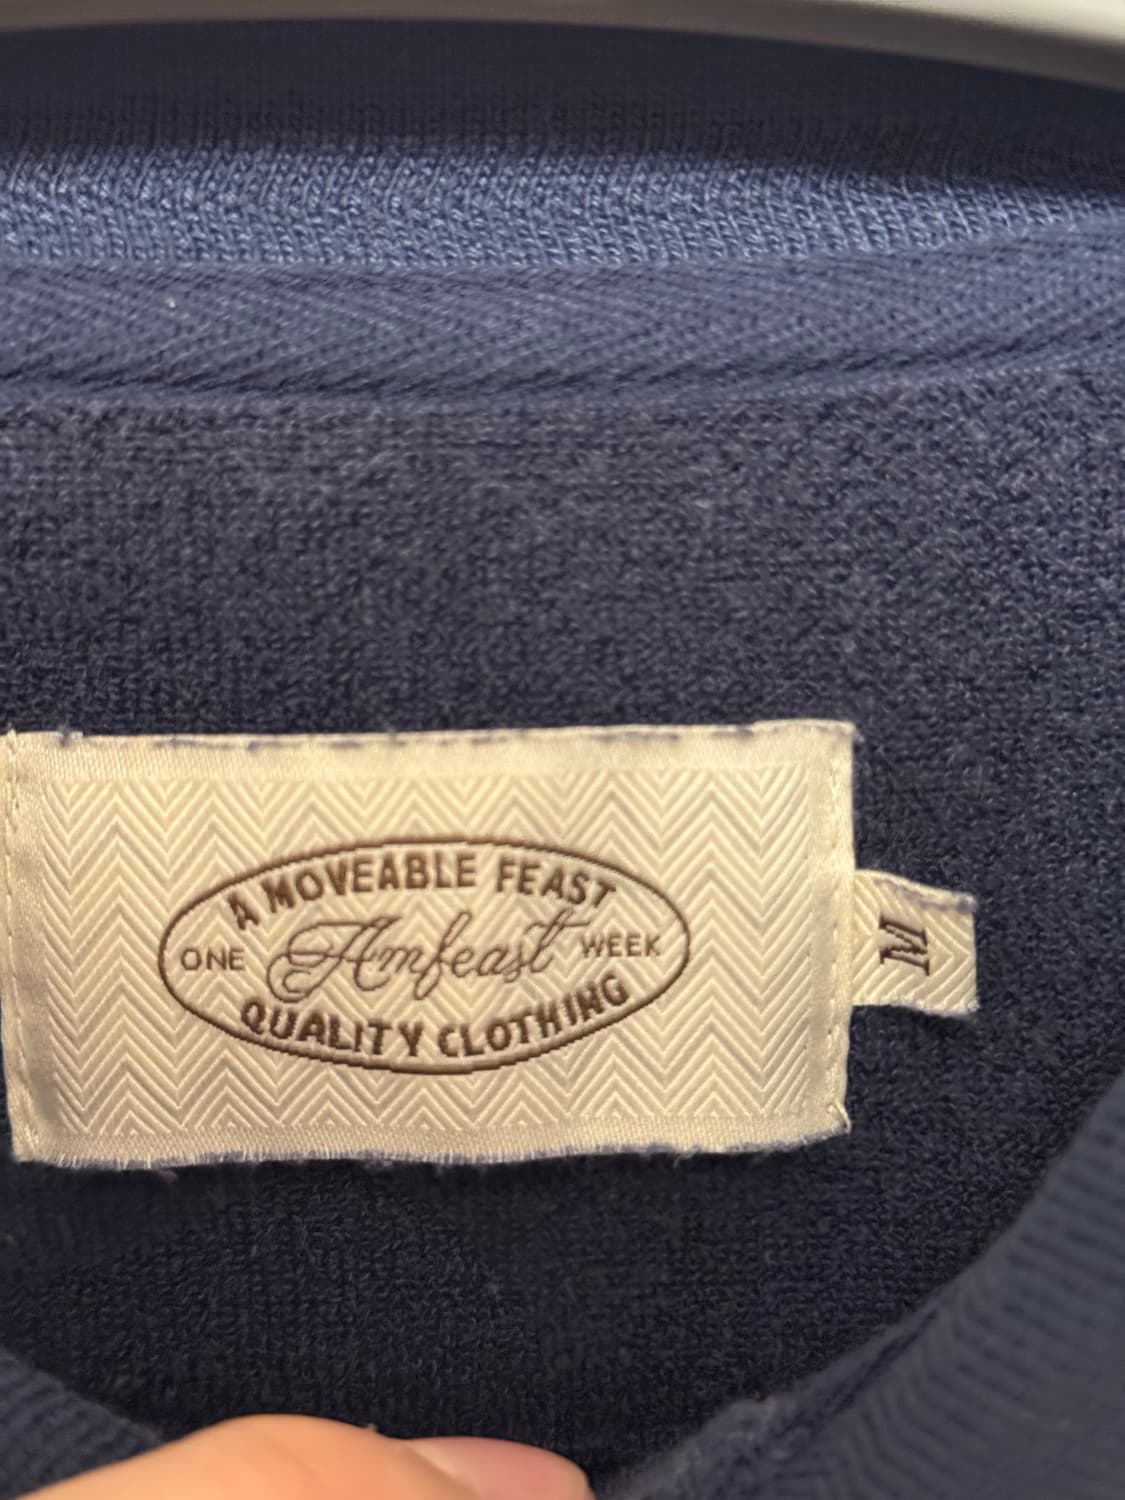 A MOVEABLE FEAST
ONE Amfeast WEEK
QUALITY CLOTHING
M